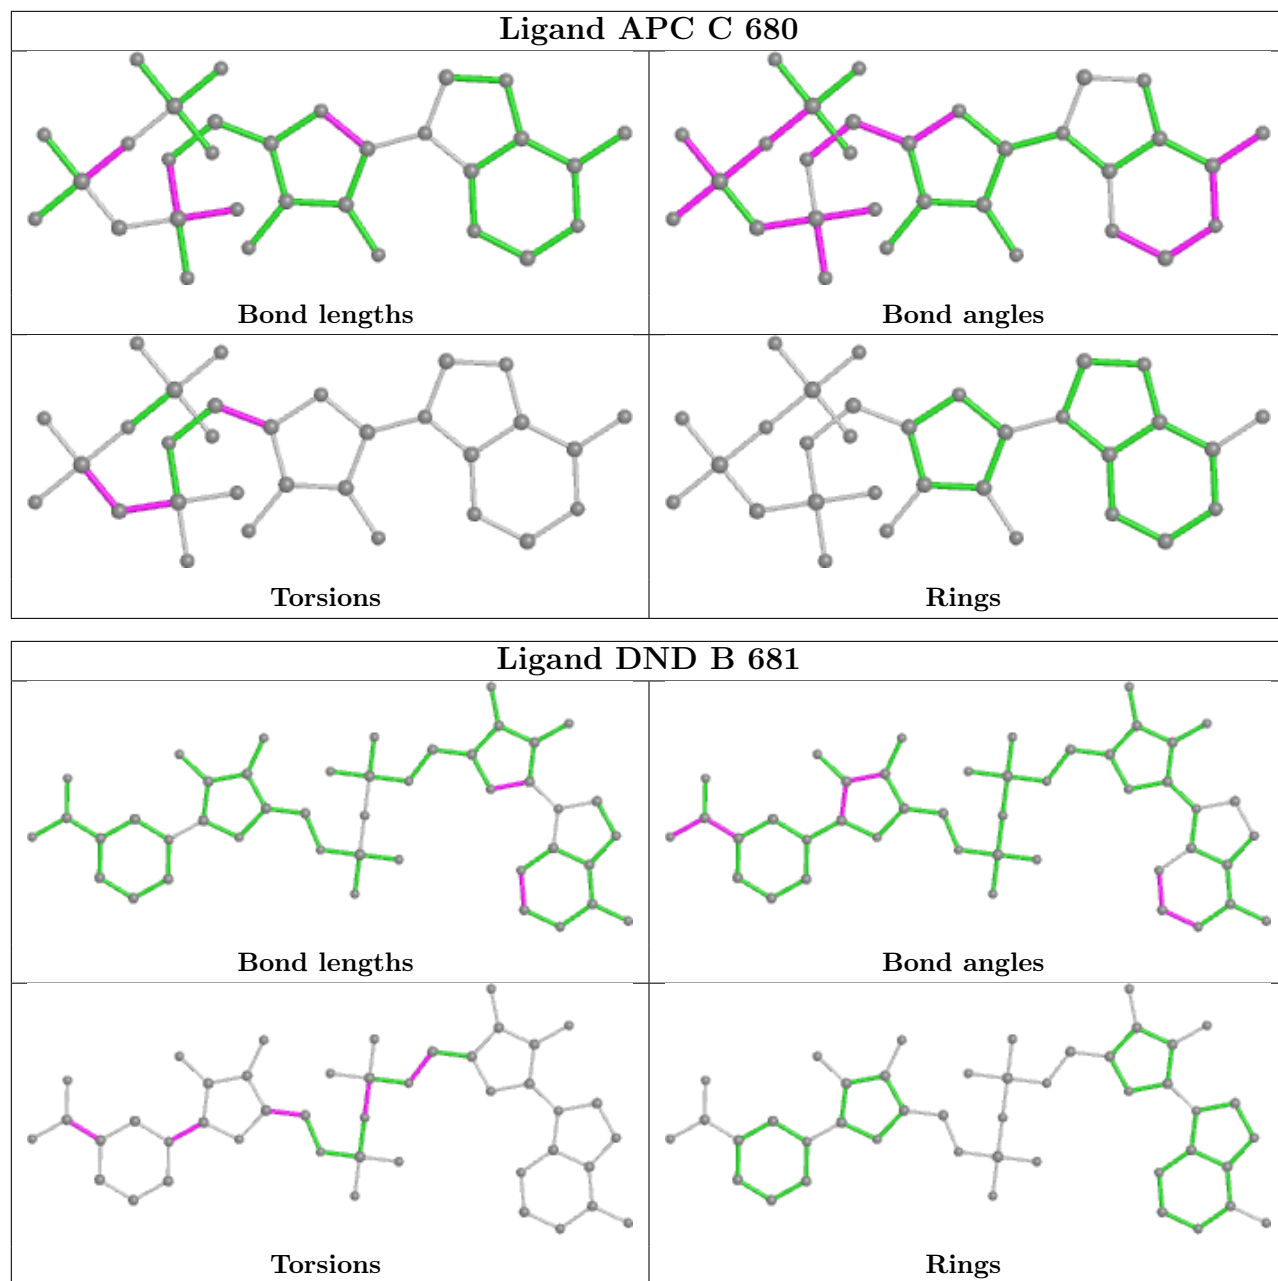 Ligand APC C 680
Bond lengths
Bond angles
Torsions
Rings
Ligand DND B 681
Bond lengths
Bond angles
Torsions
Rings